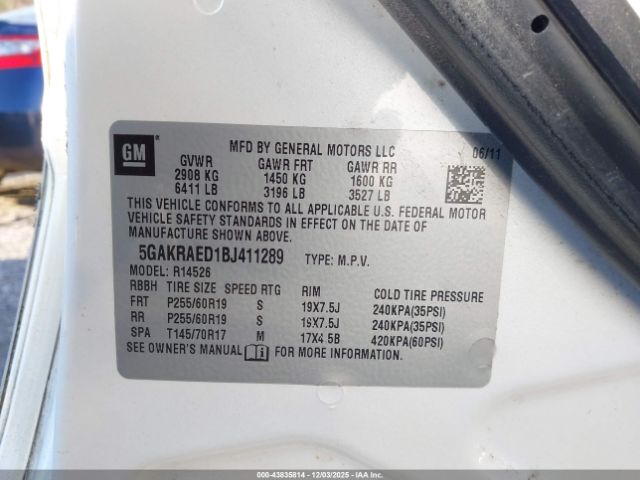 GM
MFD BY GENERAL MOTORS LLC 06/11
GVWR GAWR FRT GAWR RR
2908 KG 1450 KG 1600 KG
6411 LB 3196 LB 3527 LB
THIS VEHICLE CONFORMS TO ALL APPLICABLE U.S. FEDERAL MOTOR
VEHICLE SAFETY STANDARDS IN EFFECT ON THE DATE OF
MANUFACTURE SHOWN ABOVE.
5GAKRAED1BJ411289 TYPE: M.P.V.
MODEL: R14526
RBBH TIRE SIZE SPEED RTG RIM COLD TIRE PRESSURE
FRT P255/60R19 S 19X7.5J 240KPA(35PSI)
RR P255/60R19 S 19X7.5J 240KPA(35PSI)
SPA T145/70R17 M 17X4.5B 420KPA(60PSI)
SEE OWNER'S MANUAL FOR MORE INFORMATION.
000-43835814 - 12/03/2025 - COPYRIGHT IAA, LLC.